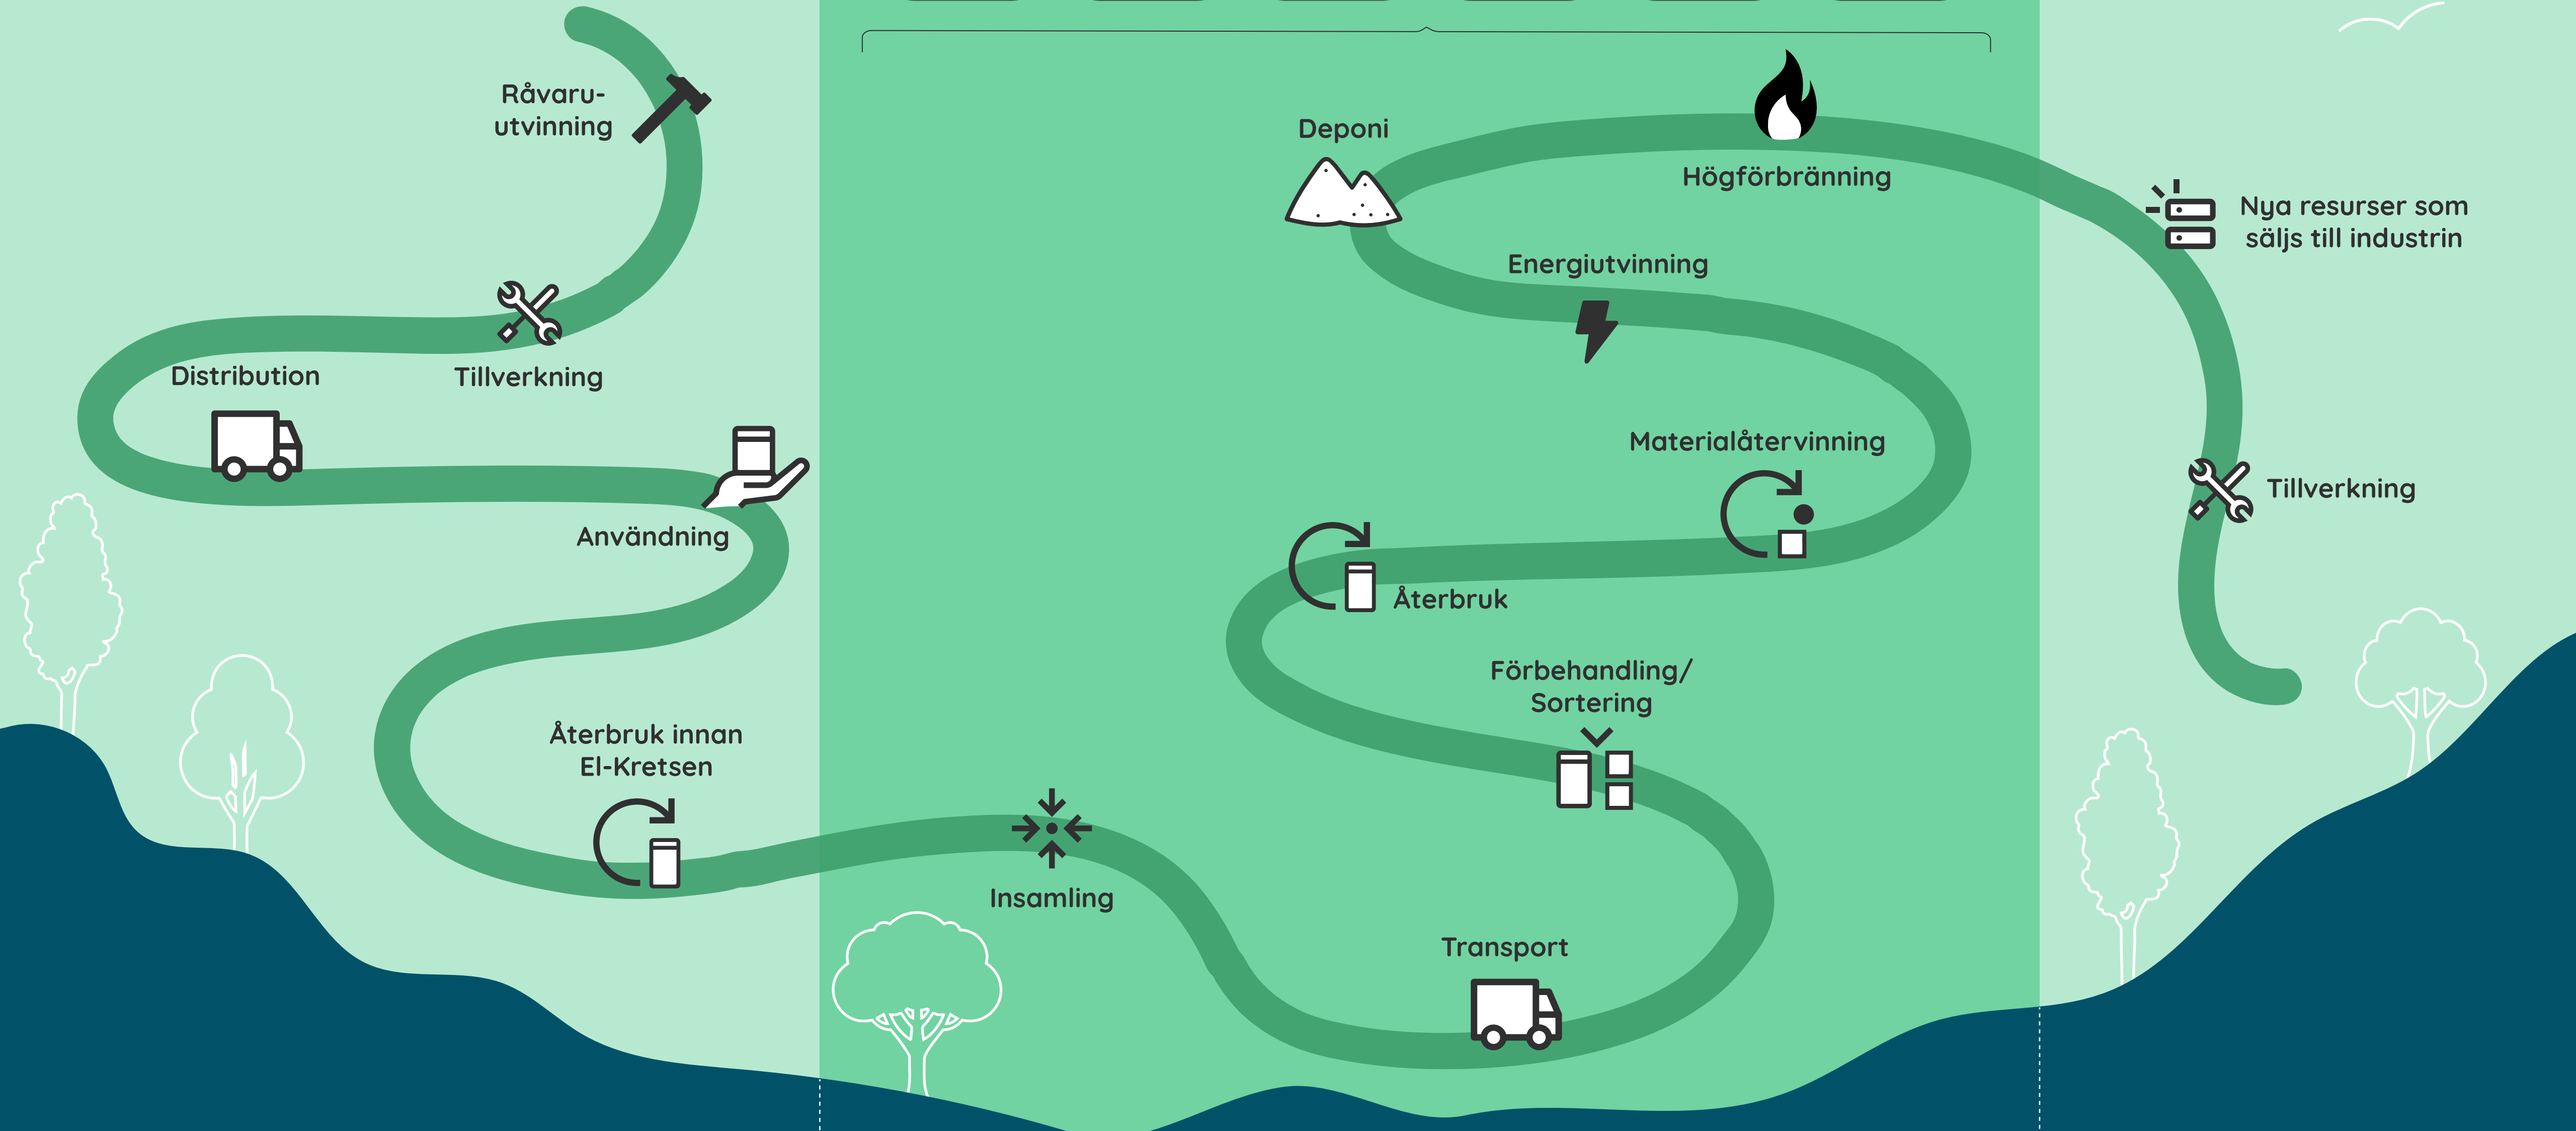 Råvaru-
utvinning
Tillverkning
Distribution
Användning
Återbruk innan
El-Kretsen
Insamling
Transport
Förbehandling/
Sortering
Återbruk
Materialåtervinning
Energiutvinning
Deponi
Högförbränning
Nya resurser som
säljs till industrin
Tillverkning